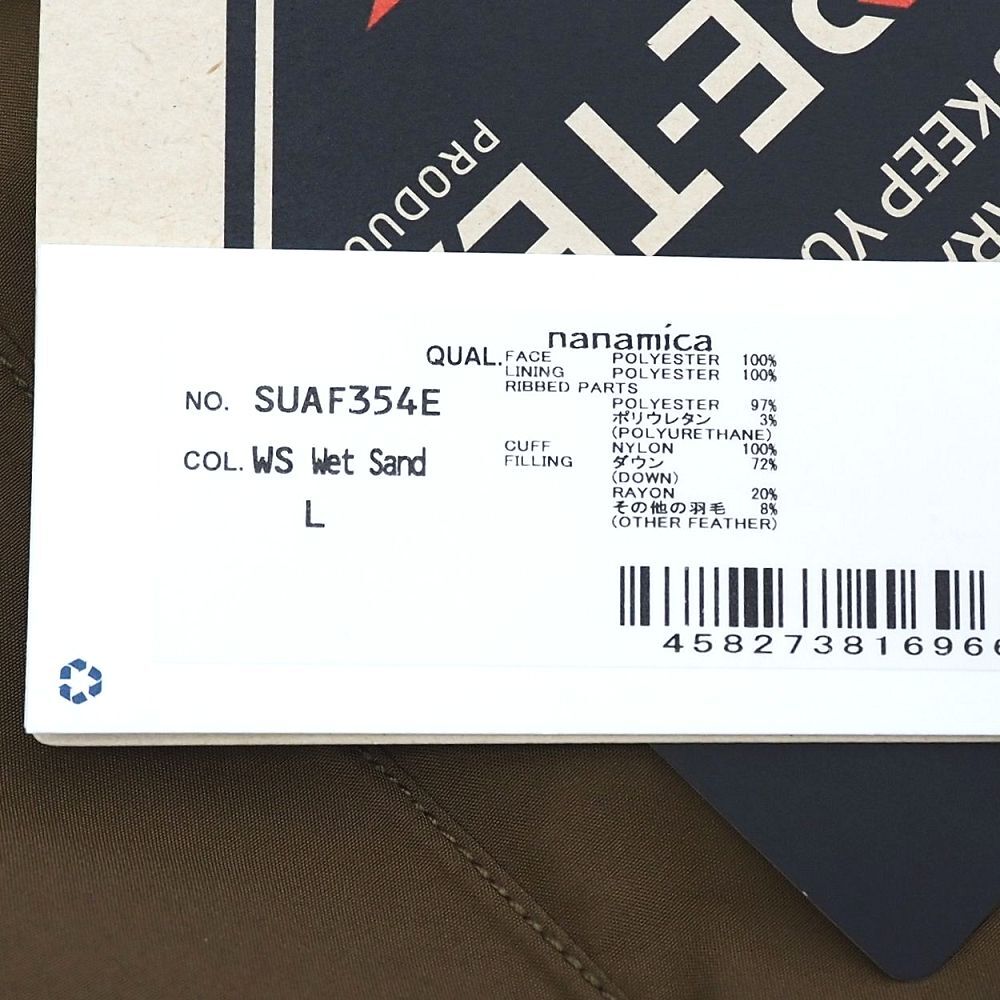 PRODU
E·TE
KEEP YO
nanamica
QUAL.
FACE POLYESTER 100%
LINING POLYESTER 100%
RIBBED PARTS
POLYESTER 97%
ポリウレタン 3%
(POLYURETHANE)
CUFF NYLON 100%
FILLING ダウン 72%
(DOWN)
RAYON 20%
その他の羽毛 8%
(OTHER FEATHER)
NO. SUAF354E
COL. WS Wet Sand
L
458273816966